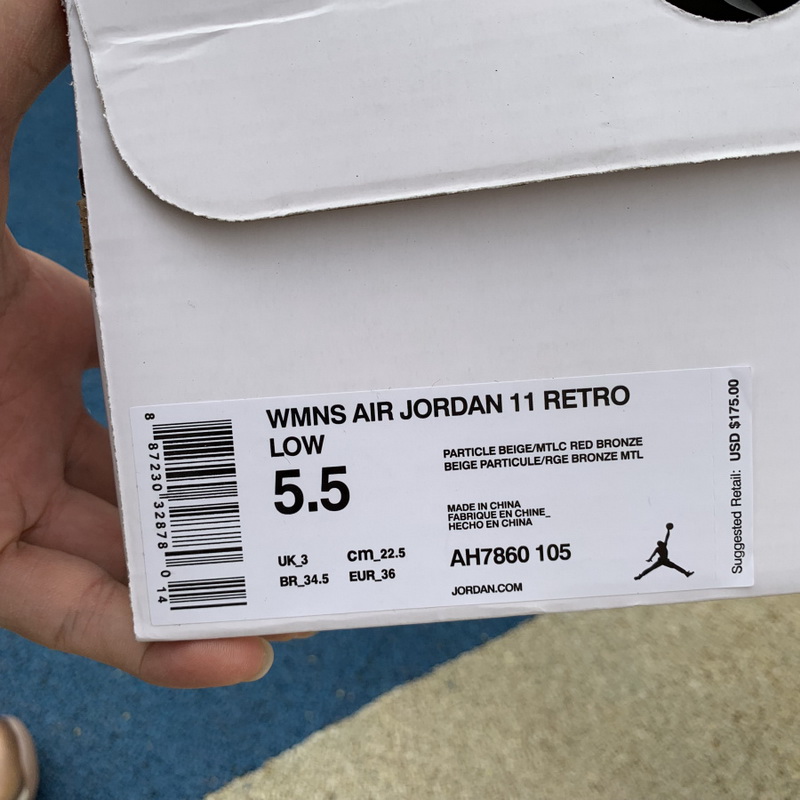 WMNS AIR JORDAN 11 RETRO
LOW
5.5
PARTICLE BEIGE/MTLC RED BRONZE
BEIGE PARTICULE/RGE BRONZE MTL
MADE IN CHINA
FABRIQUE EN CHINE_
HECHO EN CHINA
UK_3 cm_22.5
BR_34.5 EUR_36
AH7860 105
JORDAN.COM
8 87230 32878 0 14
Suggested Retail: USD $175.00